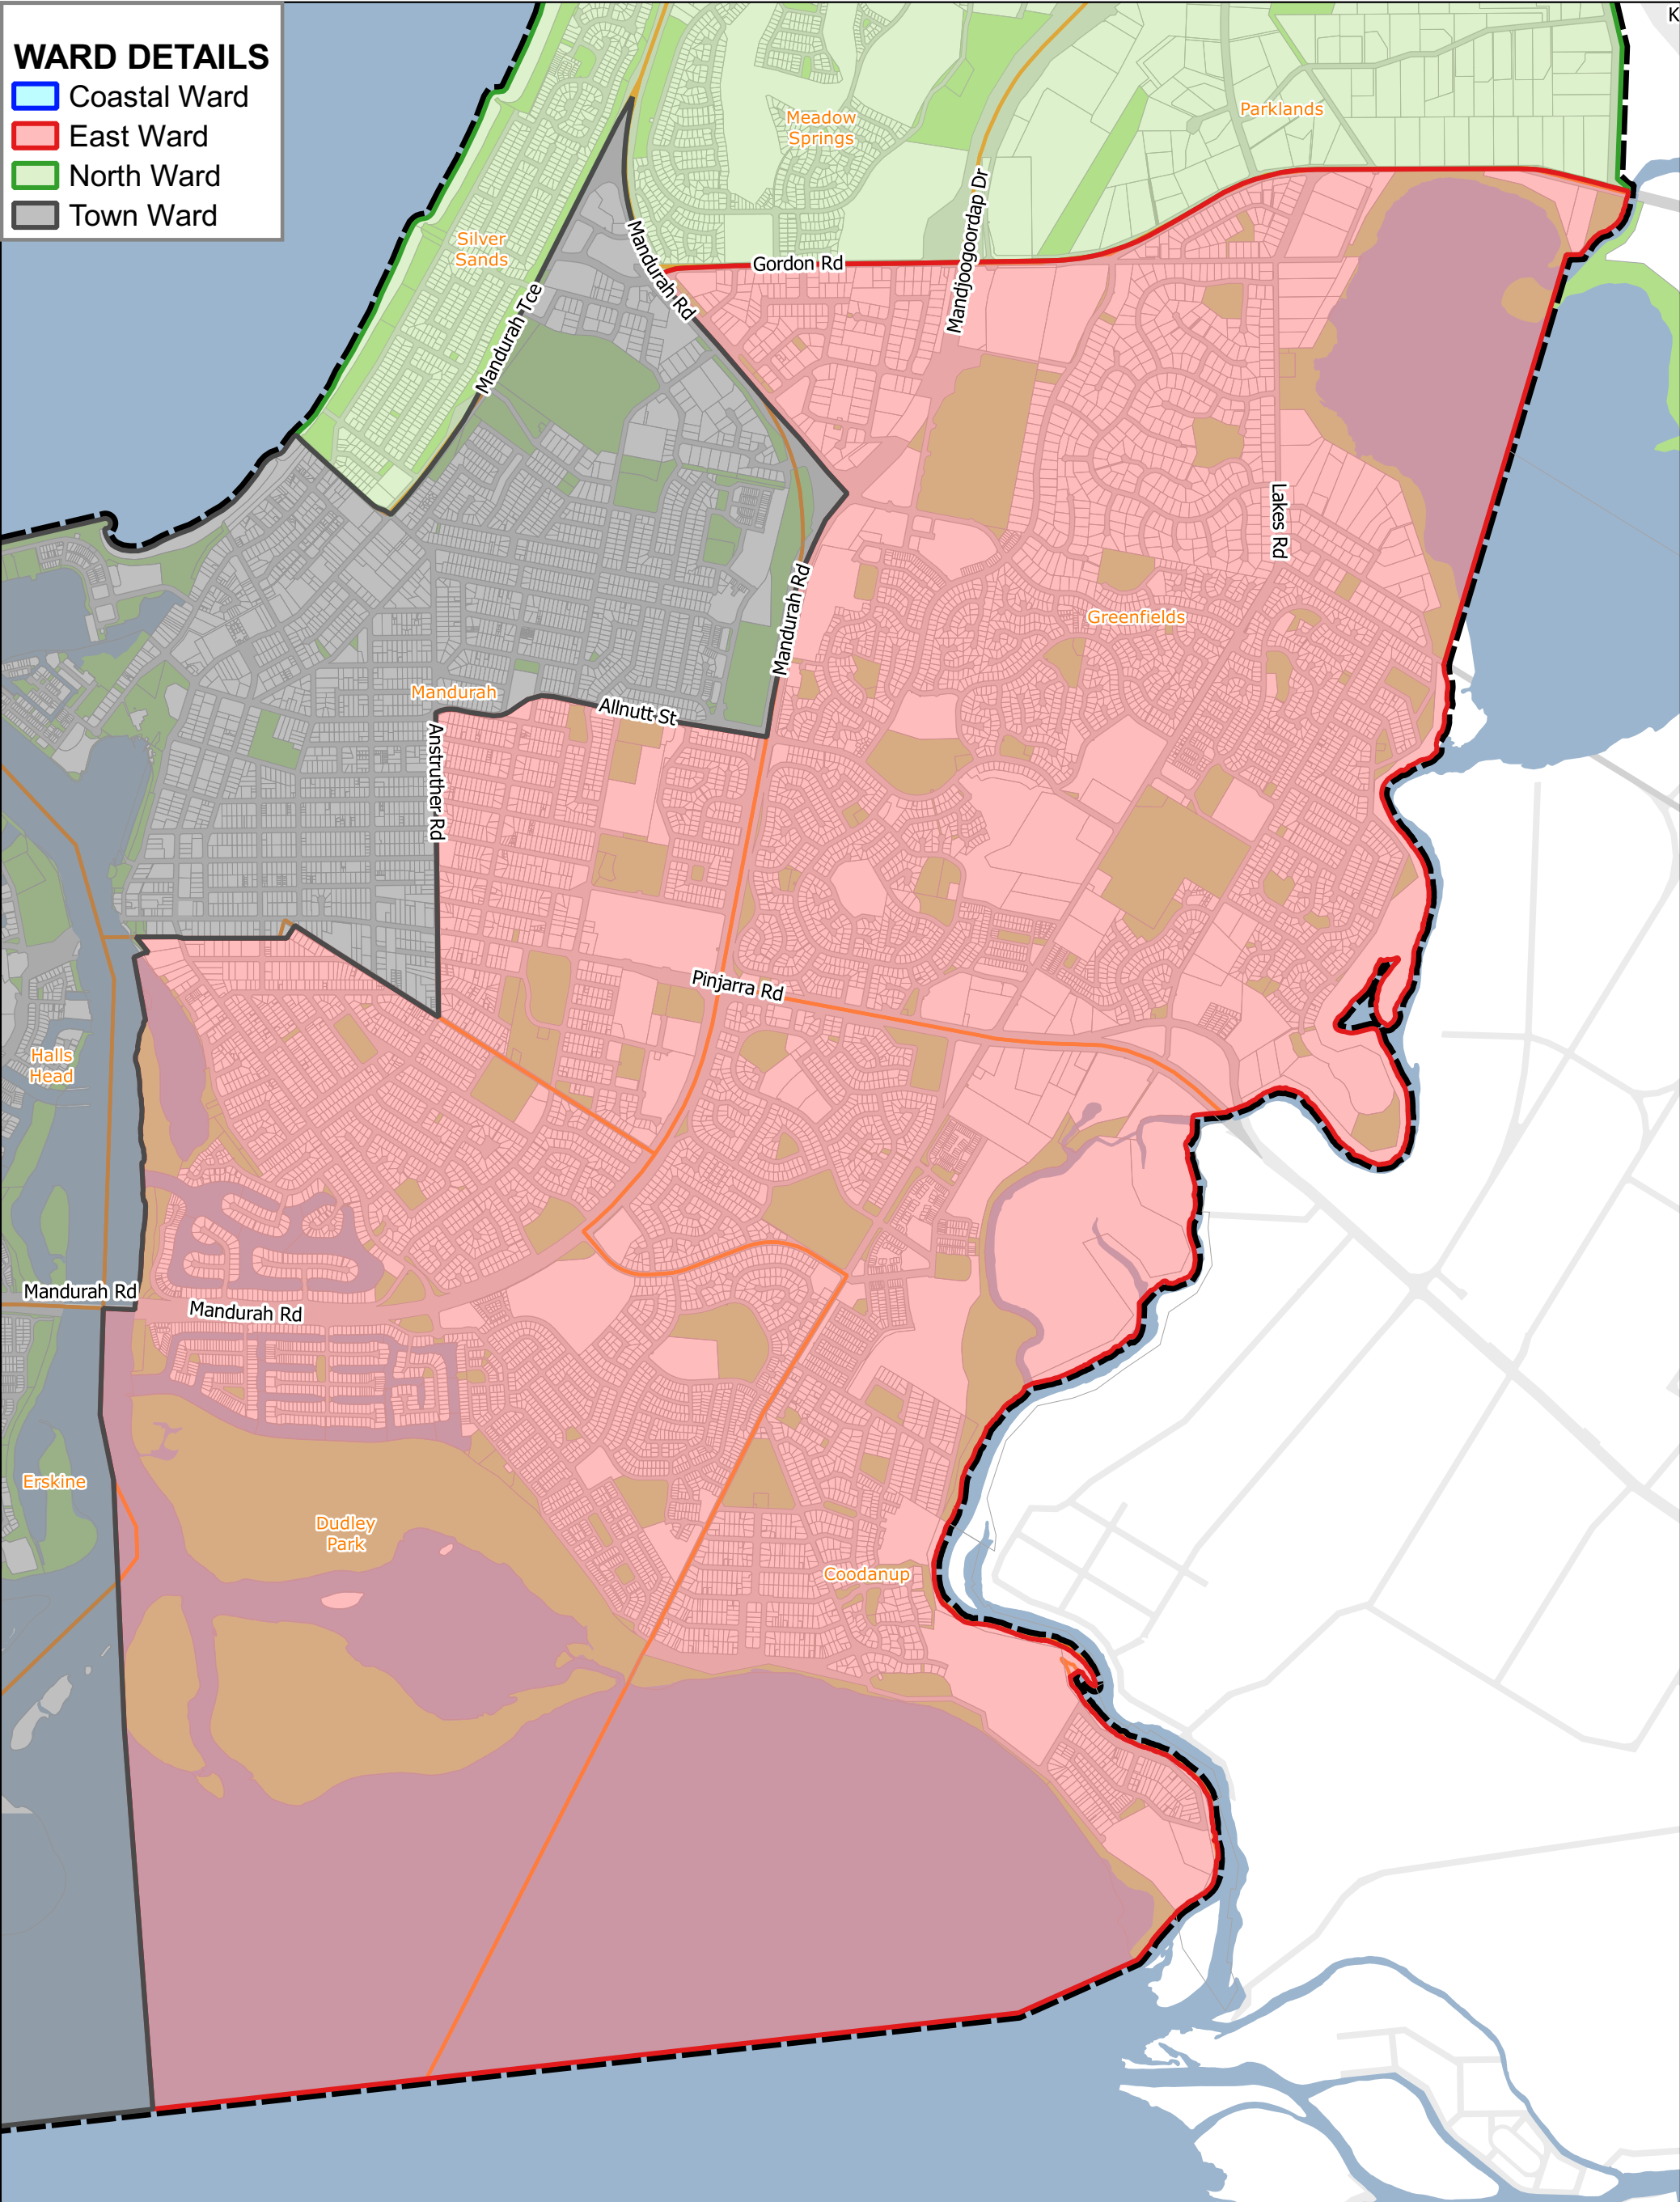 K
WARD DETAILS
Coastal Ward
East Ward
North Ward
Town Ward
Meadow
Springs
Parklands
Silver
Sands
Mandjoogoordap Dr
Mandurah Rd
Gordon Rd
Mandurah Tce
Lakes Rd
Mandurah Rd
Greenfields
Mandurah
Allnutt St
Anstruther Rd
Pinjarra Rd
Halls
Head
Mandurah Rd
Mandurah Rd
Erskine
Dudley
Park
Coodanup